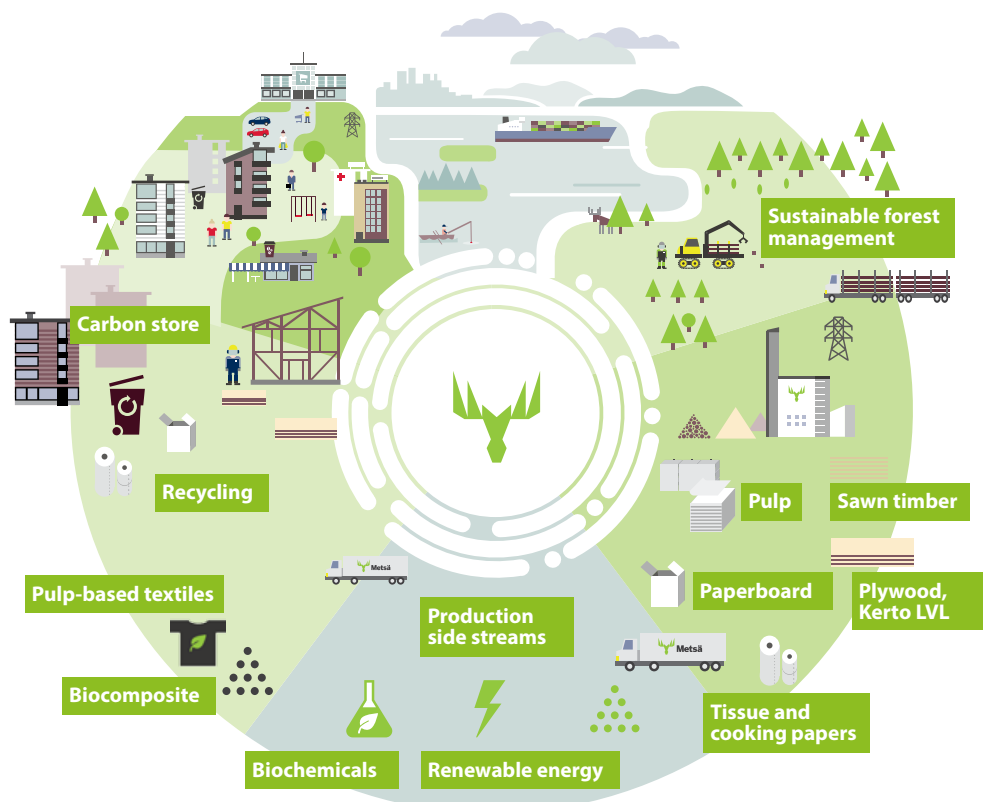 Sustainable forest
management
Carbon store
Recycling
Pulp
Sawn timber
Metsä
Pulp-based textiles
Production
side streams
Paperboard
Plywood,
Kerto LVL
Metsä
Biocomposite
Tissue and
cooking papers
Biochemicals
Renewable energy